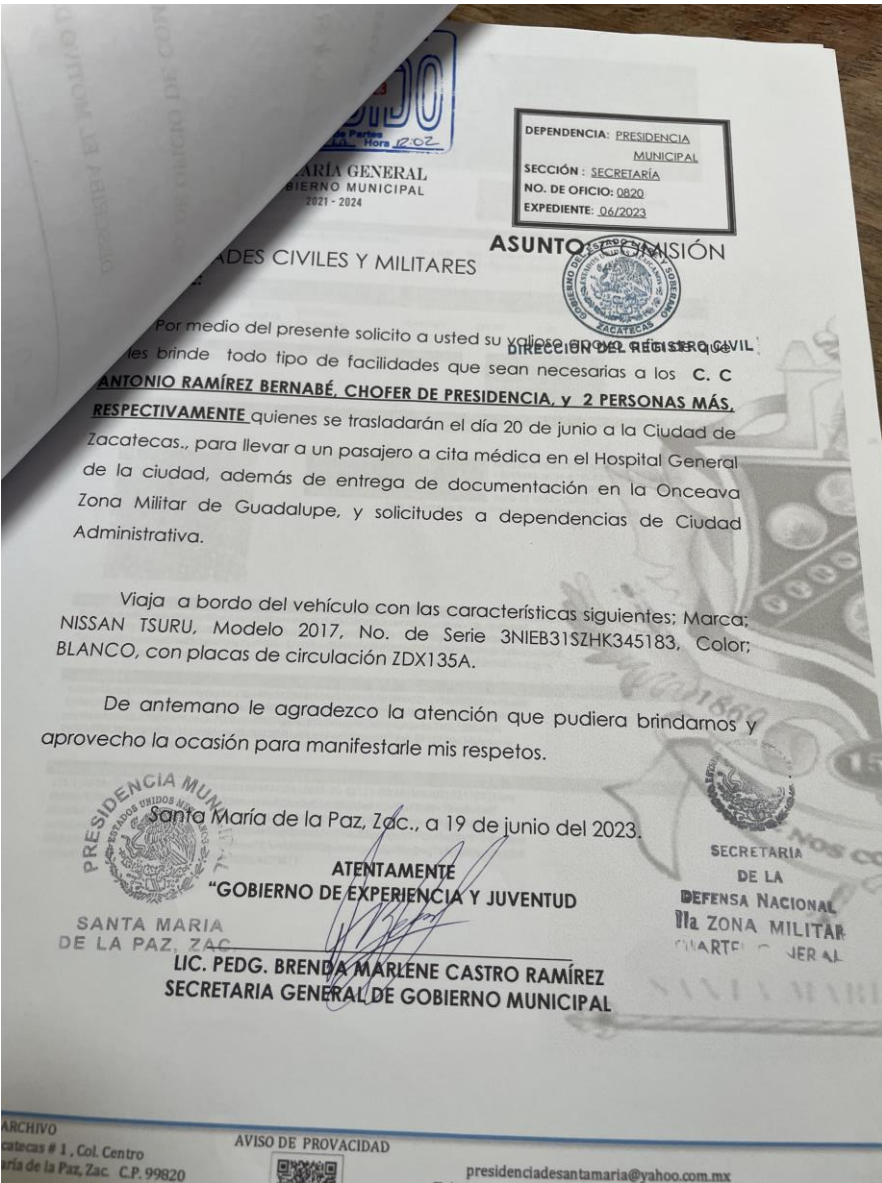 Hora 12:02
DEPENDENCIA: PRESIDENCIA
MUNICIPAL
SECCIÓN : SECRETARÍA
NO. DE OFICIO: 0820
EXPEDIENTE: 06/2023
GENERAL
GOBIERNO MUNICIPAL
2021 - 2024
ASUNTO: COMISIÓN
CIVILES Y MILITARES
GOBIERNO DEL ESTADO LIBRE Y SOBERANO
ZACATECAS
DIRECCIÓN DEL REGISTRO CIVIL
Por medio del presente solicito a usted su valioso apoyo a fin de que
les brinde todo tipo de facilidades que sean necesarias a los C. C
ANTONIO RAMÍREZ BERNABÉ, CHOFER DE PRESIDENCIA, y 2 PERSONAS MÁS,
RESPECTIVAMENTE quienes se trasladarán el día 20 de junio a la Ciudad de
Zacatecas., para llevar a un pasajero a cita médica en el Hospital General
de la ciudad, además de entrega de documentación en la Onceava
Zona Militar de Guadalupe, y solicitudes a dependencias de Ciudad
Administrativa.
Viaja a bordo del vehículo con las características siguientes; Marca;
NISSAN TSURU, Modelo 2017, No. de Serie 3NIEB31SZHK345183, Color;
BLANCO, con placas de circulación ZDX135A.
De antemano le agradezco la atención que pudiera brindarnos y
aprovecho la ocasión para manifestarle mis respetos.
PRESIDENCIA MUNICIPAL
ESTADOS UNIDOS MEXICANOS
SANTA MARIA
DE LA PAZ, ZAC.
Santa María de la Paz, Zac., a 19 de junio del 2023.
ATENTAMENTE
“GOBIERNO DE EXPERIENCIA Y JUVENTUD
SECRETARIA
DE LA
DEFENSA NACIONAL
11a ZONA MILITAR
LIC. PEDG. BRENDA MARLENE CASTRO RAMÍREZ
SECRETARIA GENERAL DE GOBIERNO MUNICIPAL
ARCHIVO
# 1 , Col. Centro
de la Paz, Zac. C.P. 99820
AVISO DE PROVACIDAD
presidenciadesantamaria@yahoo.com.mx